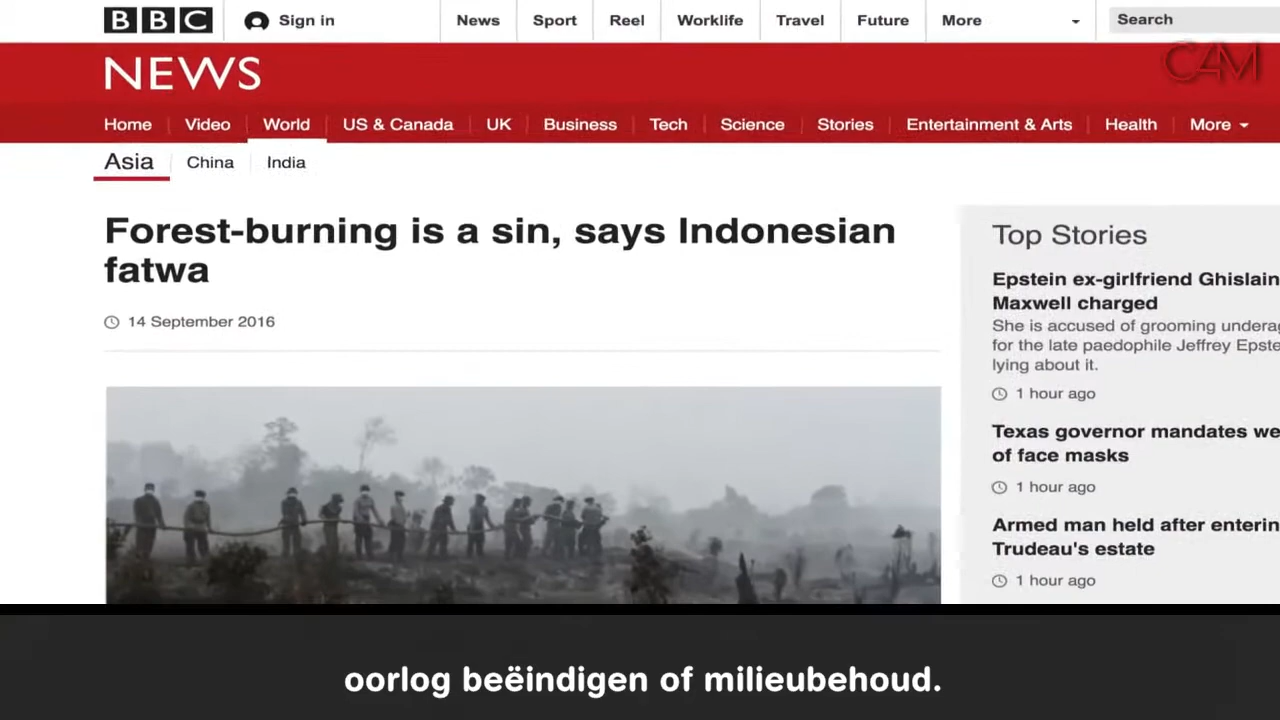 BBC Sign in News Sport Reel Worklife Travel Future More Search
CAM
NEWS
Home Video World US & Canada UK Business Tech Science Stories Entertainment & Arts Health More
Asia China India
Forest-burning is a sin, says Indonesian
fatwa
14 September 2016
Top Stories
Epstein ex-girlfriend Ghislain
Maxwell charged
She is accused of grooming underag
for the late paedophile Jeffrey Epste
lying about it.
1 hour ago
Texas governor mandates we
of face masks
1 hour ago
Armed man held after enterin
Trudeau's estate
1 hour ago
oorlog beëindigen of milieubehoud.